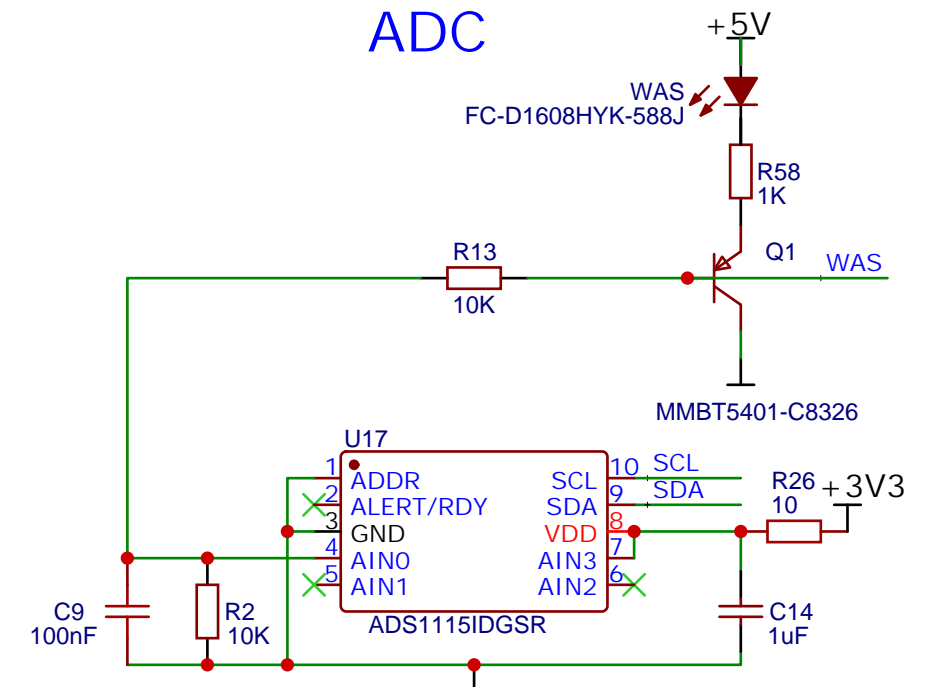 ADC
+5V
WAS
FC-D1608HYK-588J
R58
1K
R13
10K
Q1
WAS
MMBT5401-C8326
U17
1 ADDR
2 ALERT/RDY
3 GND
4 AIN0
5 AIN1
10 SCL SCL
9 SDA SDA
8 VDD
7 AIN3
6 AIN2
ADS1115IDGSR
R26
10
+3V3
C9
100nF
R2
10K
C14
1uF